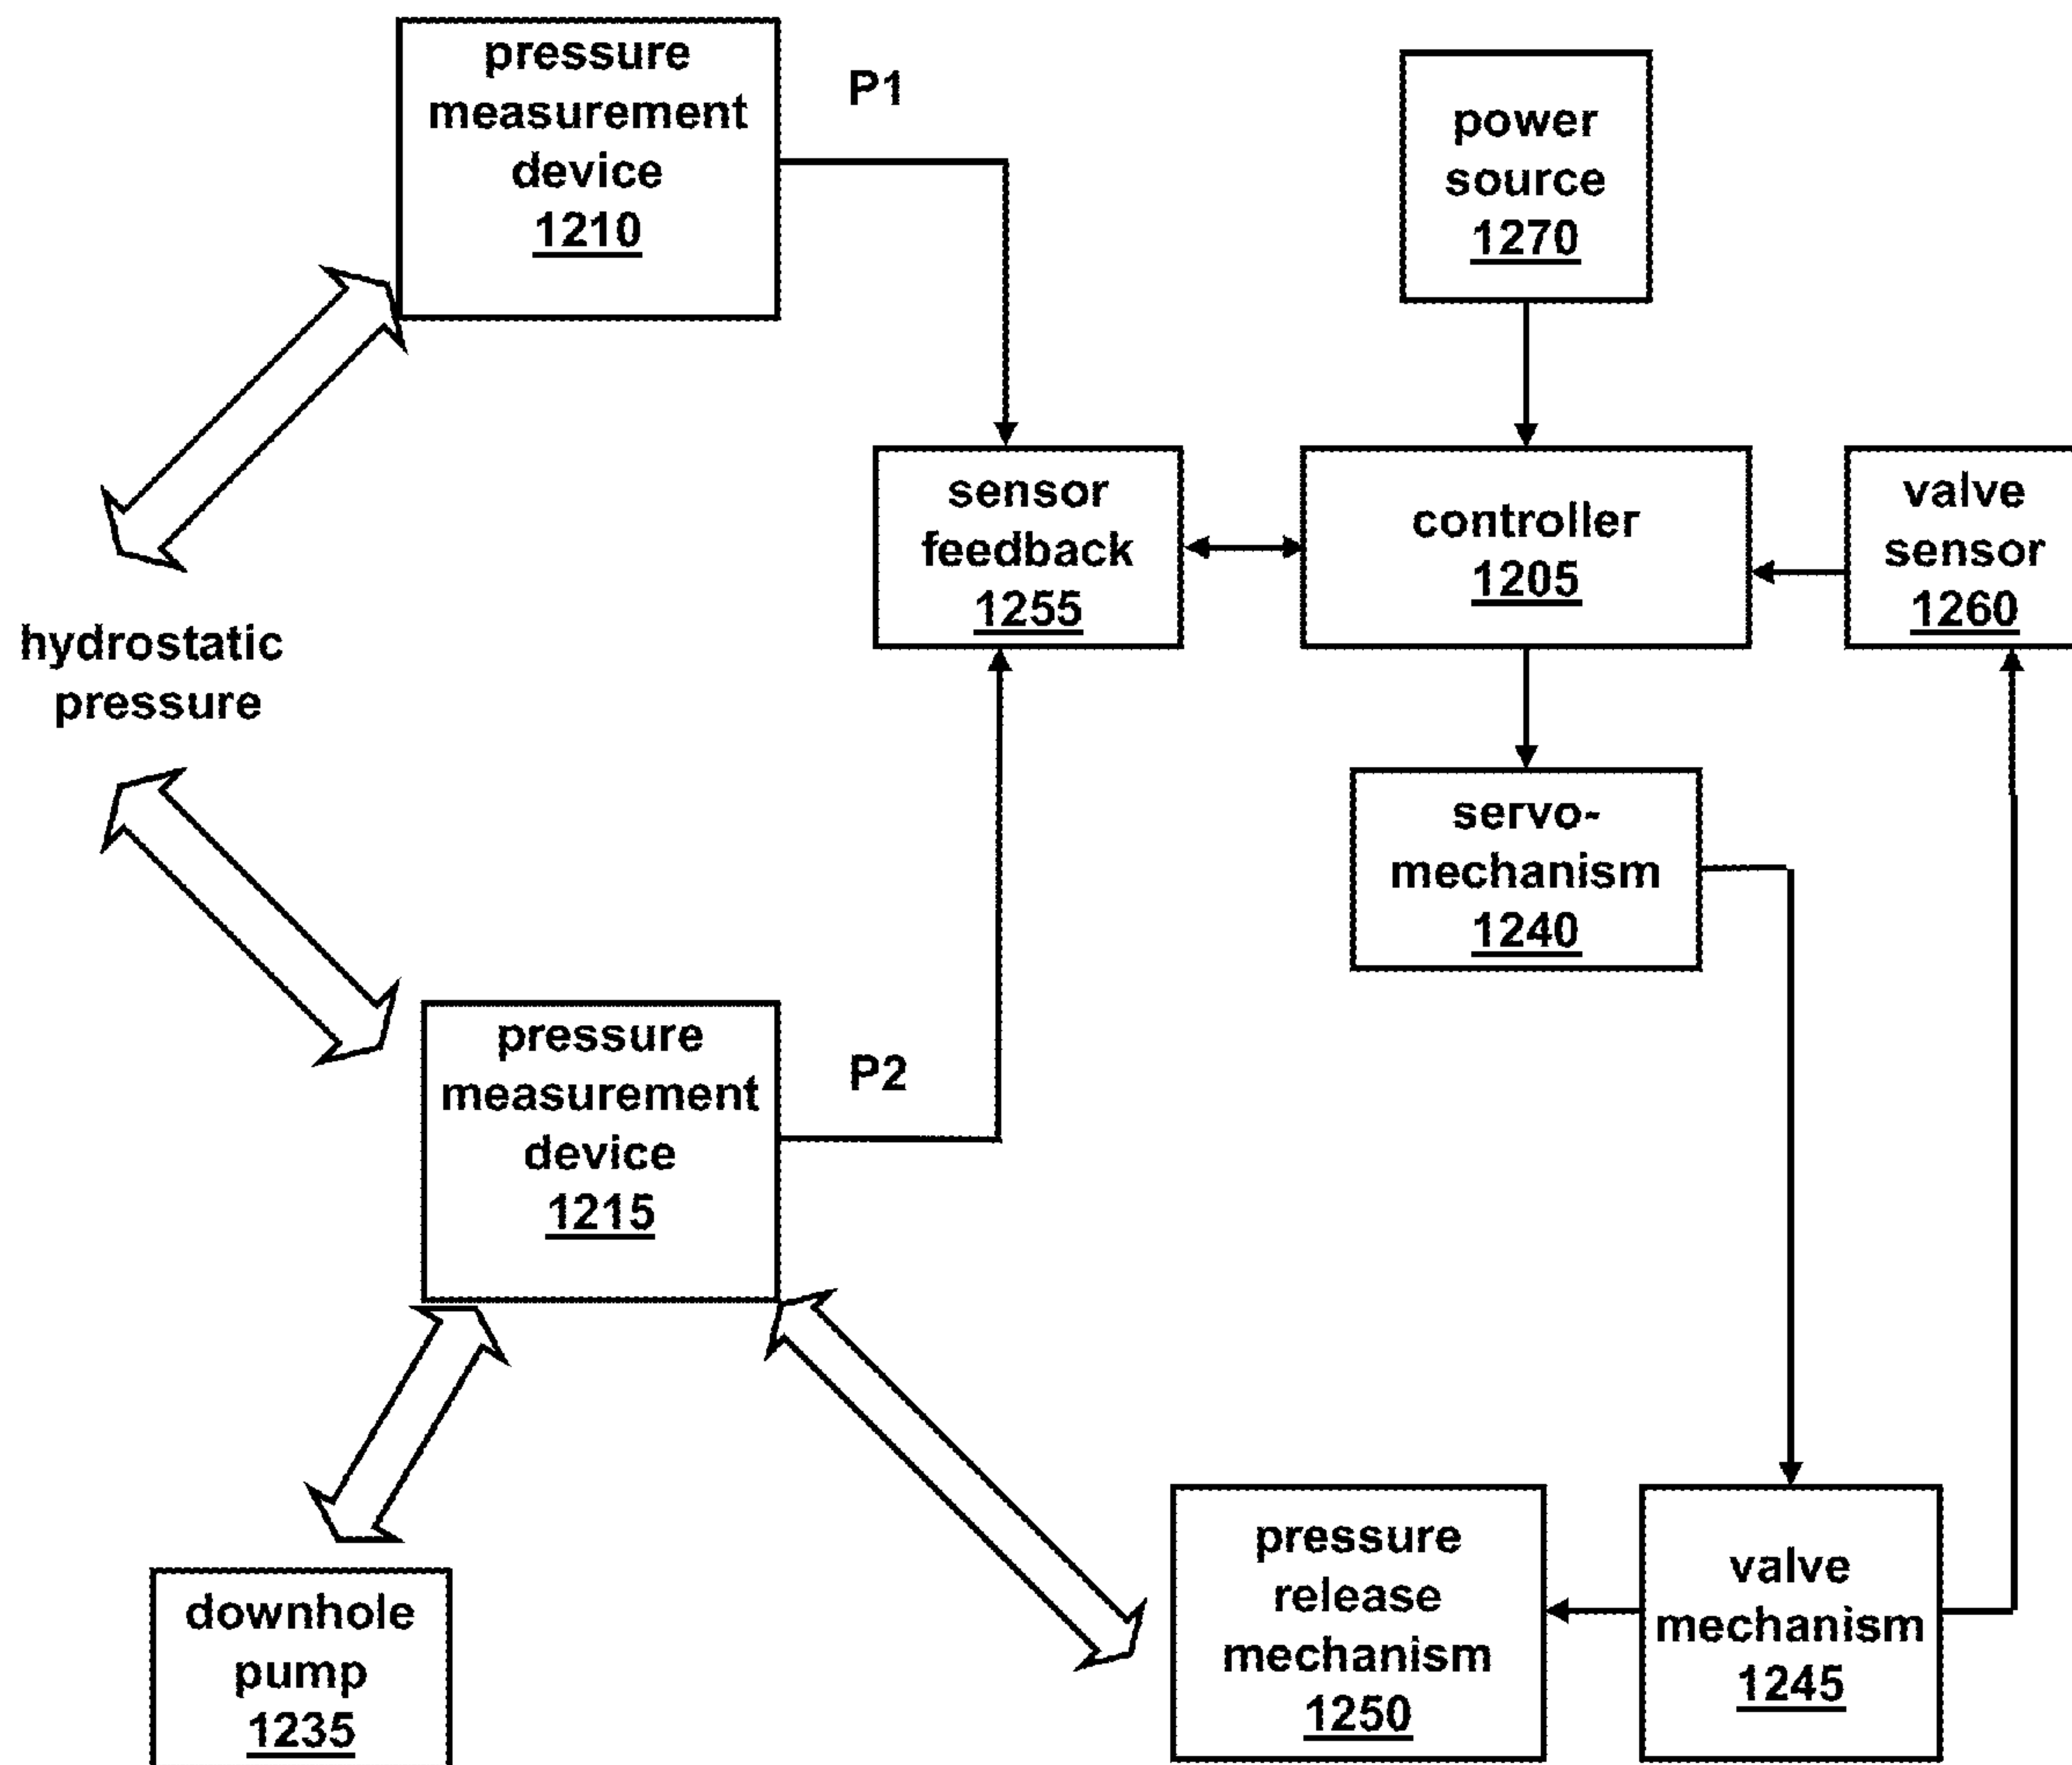 pressure
measurement
device
1210
P1
power
source
1270
sensor
feedback
1255
controller
1205
valve
sensor
1260
hydrostatic
pressure
servo-
mechanism
1240
pressure
measurement
device
1215
P2
downhole
pump
1235
pressure
release
mechanism
1250
valve
mechanism
1245